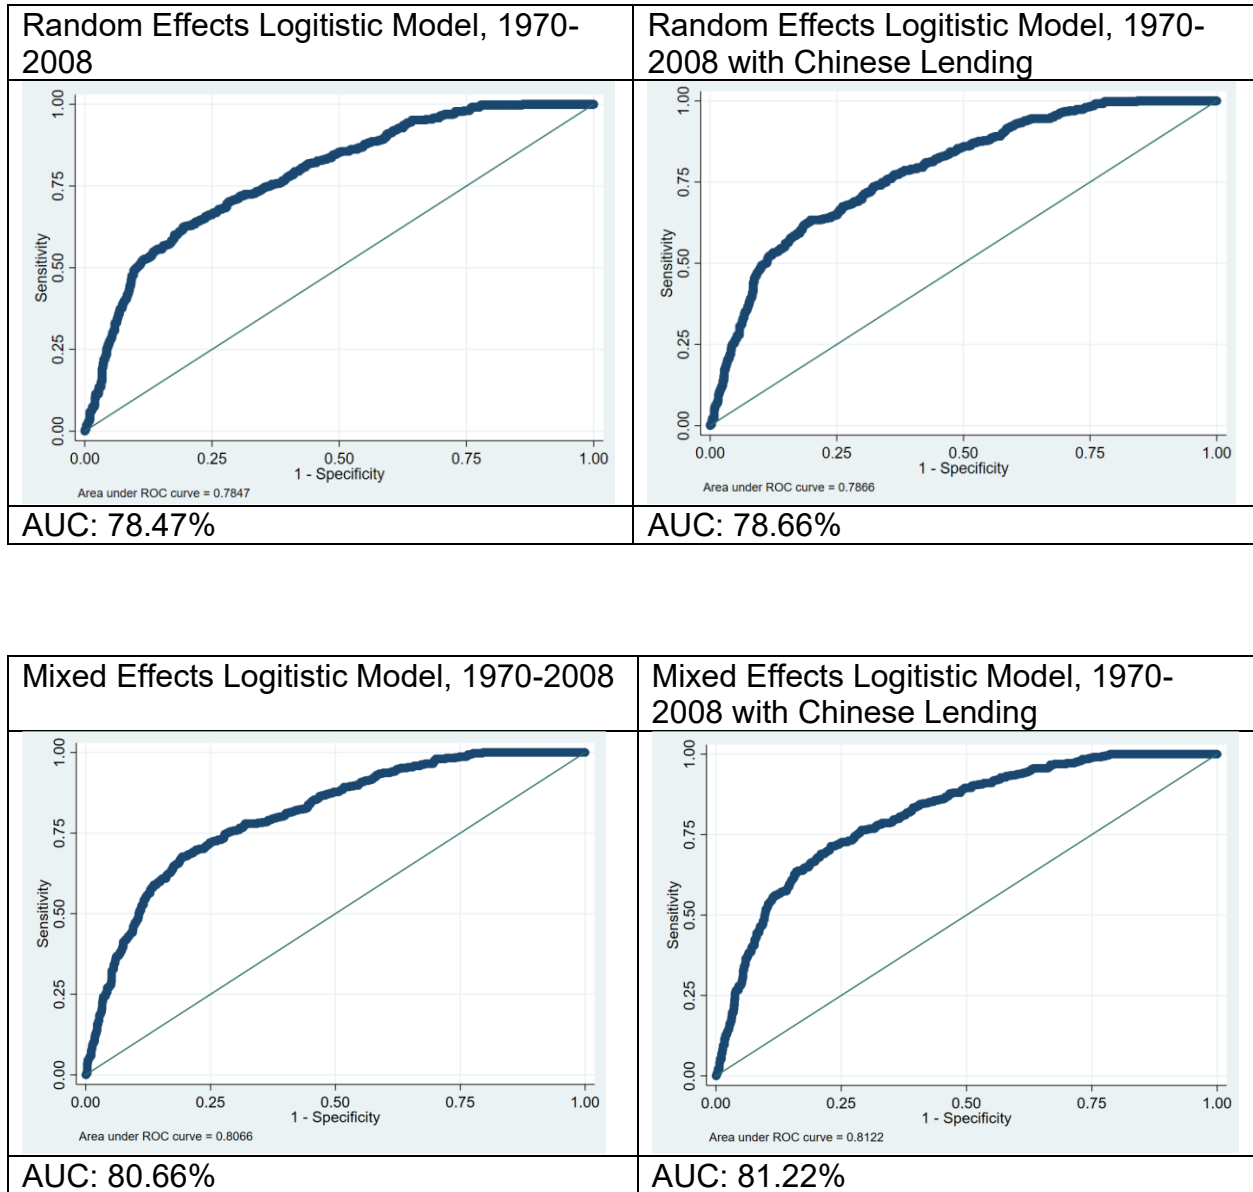 Random Effects Logitistic Model, 1970-
2008
Random Effects Logitistic Model, 1970-
2008 with Chinese Lending
Sensitivity
0.00 0.25 0.50 0.75 1.00
0.00 0.25 0.50 0.75 1.00
1 - Specificity
Area under ROC curve = 0.7847
Sensitivity
0.00 0.25 0.50 0.75 1.00
0.00 0.25 0.50 0.75 1.00
1 - Specificity
Area under ROC curve = 0.7866
AUC: 78.47%
AUC: 78.66%
Mixed Effects Logitistic Model, 1970-2008
Mixed Effects Logitistic Model, 1970-
2008 with Chinese Lending
Sensitivity
0.00 0.25 0.50 0.75 1.00
0.00 0.25 0.50 0.75 1.00
1 - Specificity
Area under ROC curve = 0.8066
Sensitivity
0.00 0.25 0.50 0.75 1.00
0.00 0.25 0.50 0.75 1.00
1 - Specificity
Area under ROC curve = 0.8122
AUC: 80.66%
AUC: 81.22%